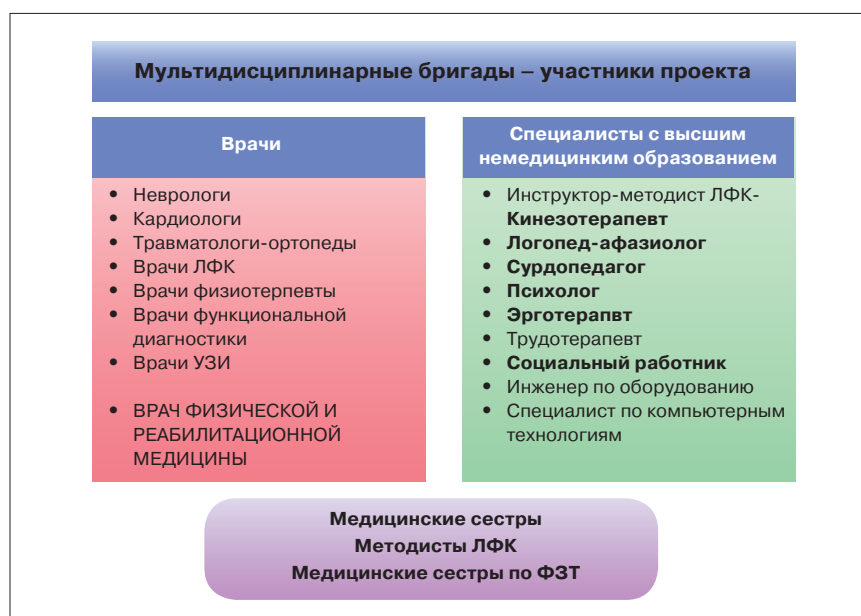 Мультидисциплинарные бригады – участники проекта
Врачи
• Неврологи
• Кардиологи
• Травматологи-ортопеды
• Врачи ЛФК
• Врачи физиотерпевты
• Врачи функциональной
диагностики
• Врачи УЗИ
• ВРАЧ ФИЗИЧЕСКОЙ И
РЕАБИЛИТАЦИОННОЙ
МЕДИЦИНЫ
Специалисты с высшим
немедицинким образованием
• Инструктор-методист ЛФК-
• Кинезотерапевт
• Логопед-афазиолог
• Сурдопедагог
• Психолог
• Эрготерапвт
• Трудотерапевт
• Социальный работник
• Инженер по оборудованию
• Специалист по компьютерным
технологиям
Медицинские сестры
Методисты ЛФК
Медицинские сестры по ФЗТ